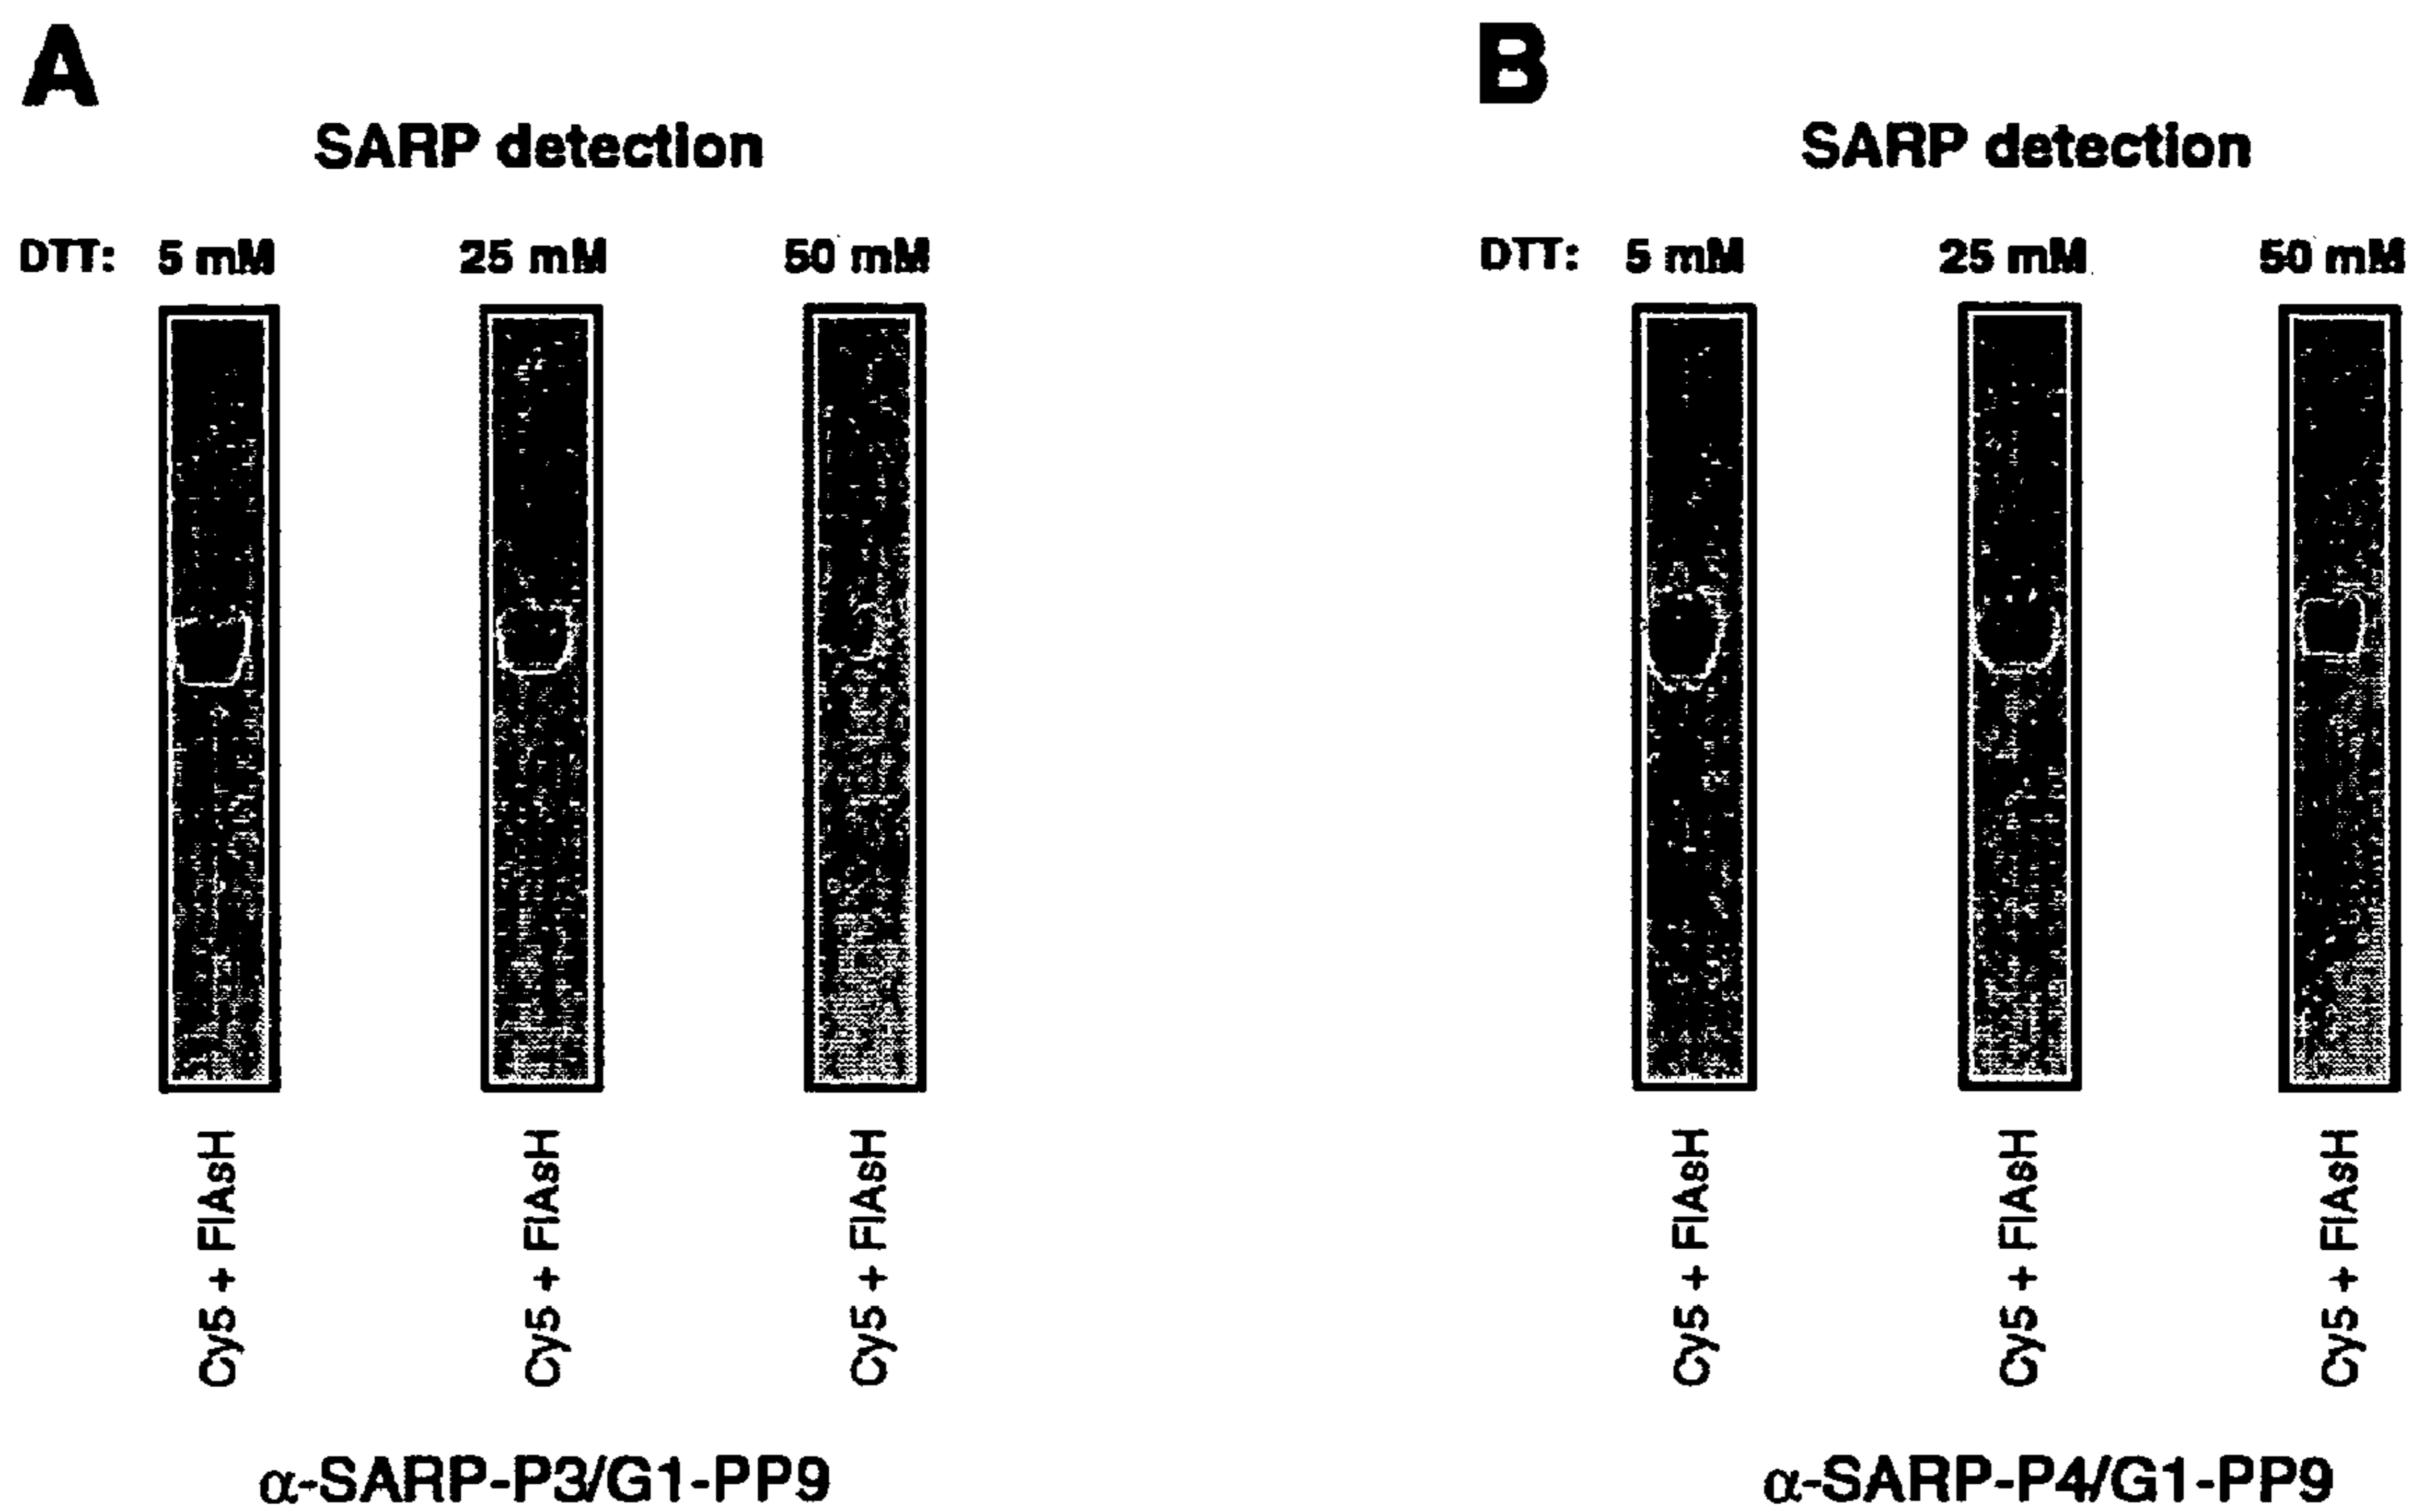 A
SARP detection
DTT: 5 mM 25 mM 50 mM
Cy5 + FlAsH
Cy5 + FlAsH
Cy5 + FlAsH
α-SARP-P3/G1-PP9
B
SARP detection
DTT: 5 mM 25 mM 50 mM
Cy5 + FlAsH
Cy5 + FlAsH
Cy5 + FlAsH
α-SARP-P4/G1-PP9